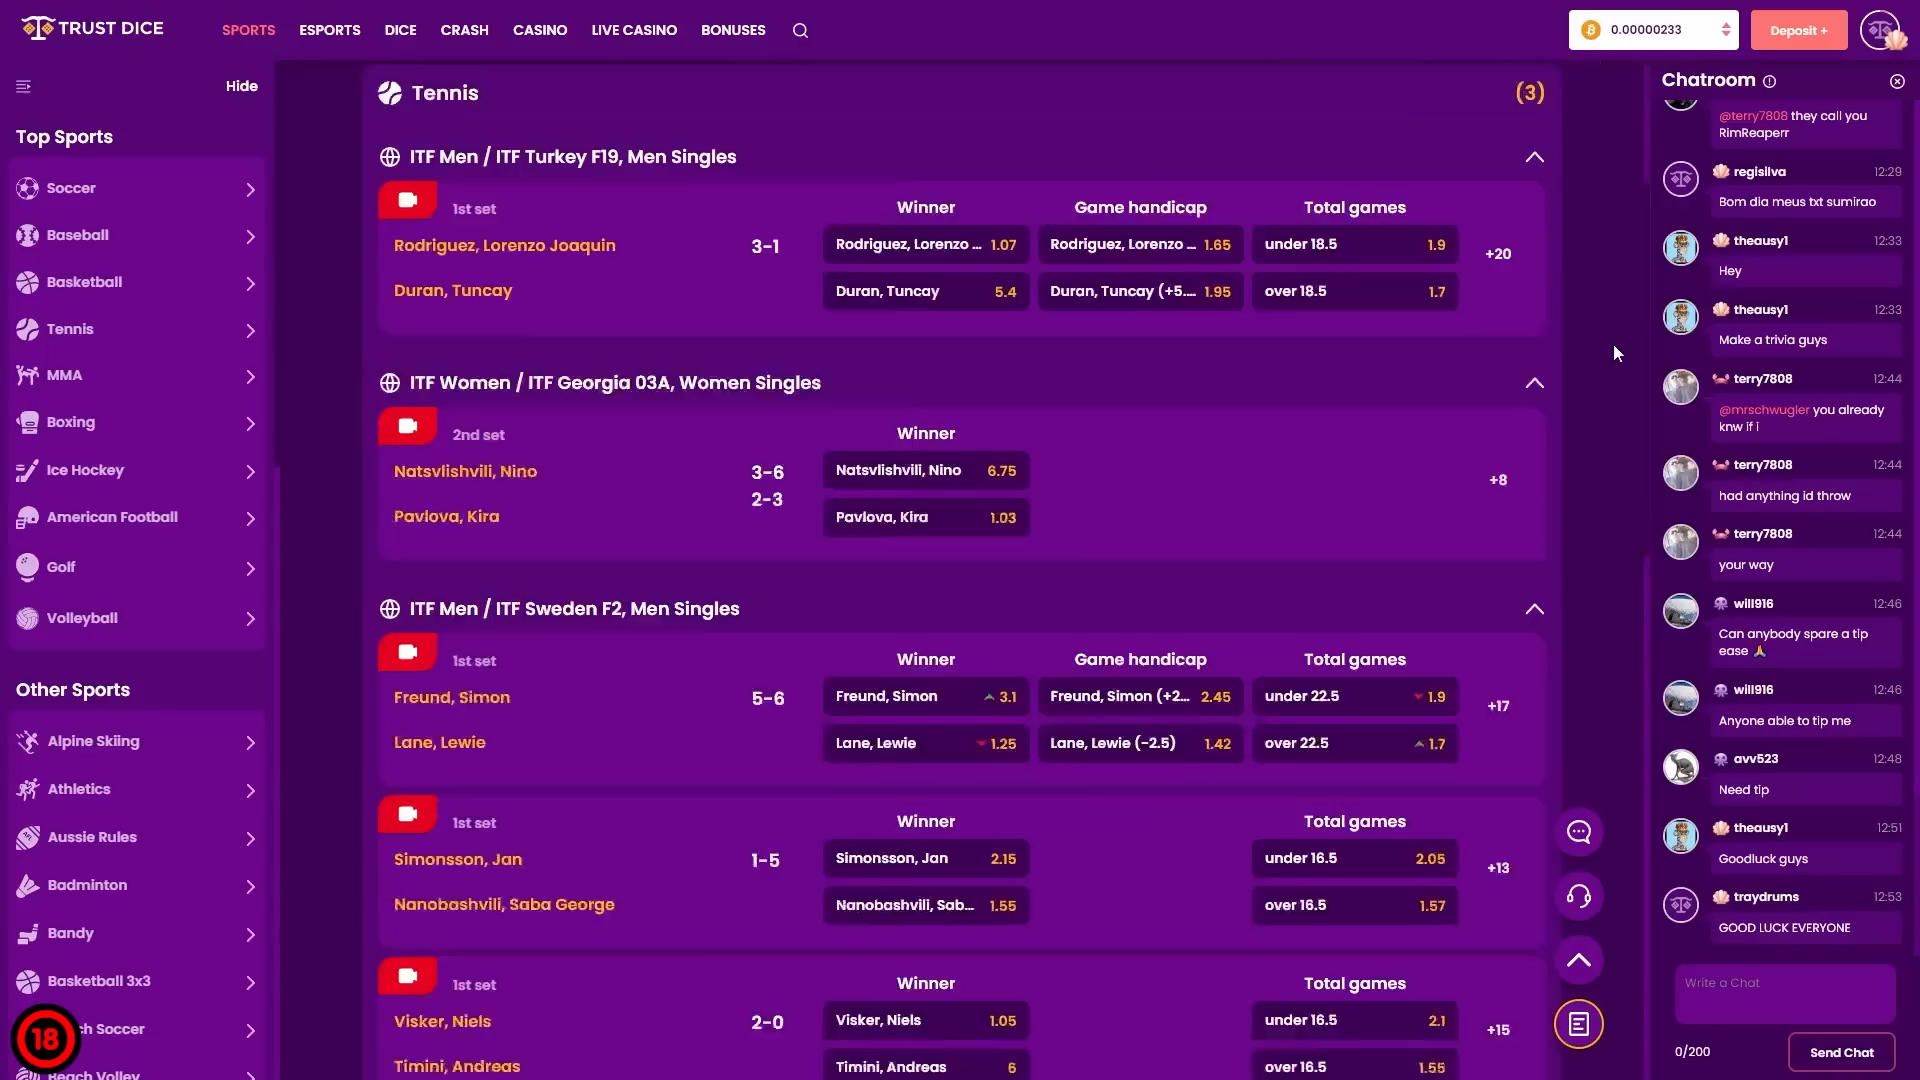 TRUST DICE
SPORTS
ESPORTS
DICE
CRASH
CASINO
LIVE CASINO
BONUSES
0.00000233
Deposit +
Hide
Top Sports
Soccer
Baseball
Basketball
Tennis
MMA
Boxing
Ice Hockey
American Football
Golf
Volleyball
Other Sports
Alpine Skiing
Athletics
Aussie Rules
Badminton
Bandy
Basketball 3x3
ch Soccer
Beach Volley
18
Tennis
(3)
ITF Men / ITF Turkey F19, Men Singles
1st set
Winner
Game handicap
Total games
Rodriguez, Lorenzo Joaquin
3-1
Rodriguez, Lorenzo ... 1.07
Rodriguez, Lorenzo ... 1.65
under 18.5 1.9
+20
Duran, Tuncay
Duran, Tuncay 5.4
Duran, Tuncay (+5.... 1.95
over 18.5 1.7
ITF Women / ITF Georgia 03A, Women Singles
2nd set
Winner
Natsvlishvili, Nino
3-6
2-3
Natsvlishvili, Nino 6.75
+8
Pavlova, Kira
Pavlova, Kira 1.03
ITF Men / ITF Sweden F2, Men Singles
1st set
Winner
Game handicap
Total games
Freund, Simon
5-6
Freund, Simon 3.1
Freund, Simon (+2... 2.45
under 22.5 1.9
+17
Lane, Lewie
Lane, Lewie 1.25
Lane, Lewie (-2.5) 1.42
over 22.5 1.7
1st set
Winner
Total games
Simonsson, Jan
1-5
Simonsson, Jan 2.15
under 16.5 2.05
+13
Nanobashvili, Saba George
Nanobashvili, Sab... 1.55
over 16.5 1.57
1st set
Winner
Total games
Visker, Niels
2-0
Visker, Niels 1.05
under 16.5 2.1
+15
Timini, Andreas
Timini, Andreas 6
over 16.5 1.55
Chatroom
@terry7808 they call you
RimReaperr
regisilva 12:29
Bom dia meus txt sumirao
theausy1 12:33
Hey
theausy1 12:33
Make a trivia guys
terry7808 12:44
@mrschwugler you already
knw if i
terry7808 12:44
had anything id throw
terry7808 12:44
your way
will916 12:46
Can anybody spare a tip
ease 🙏
will916 12:46
Anyone able to tip me
avv523 12:48
Need tip
theausy1 12:51
Goodluck guys
traydrums 12:53
GOOD LUCK EVERYONE
Write a Chat
0/200
Send Chat